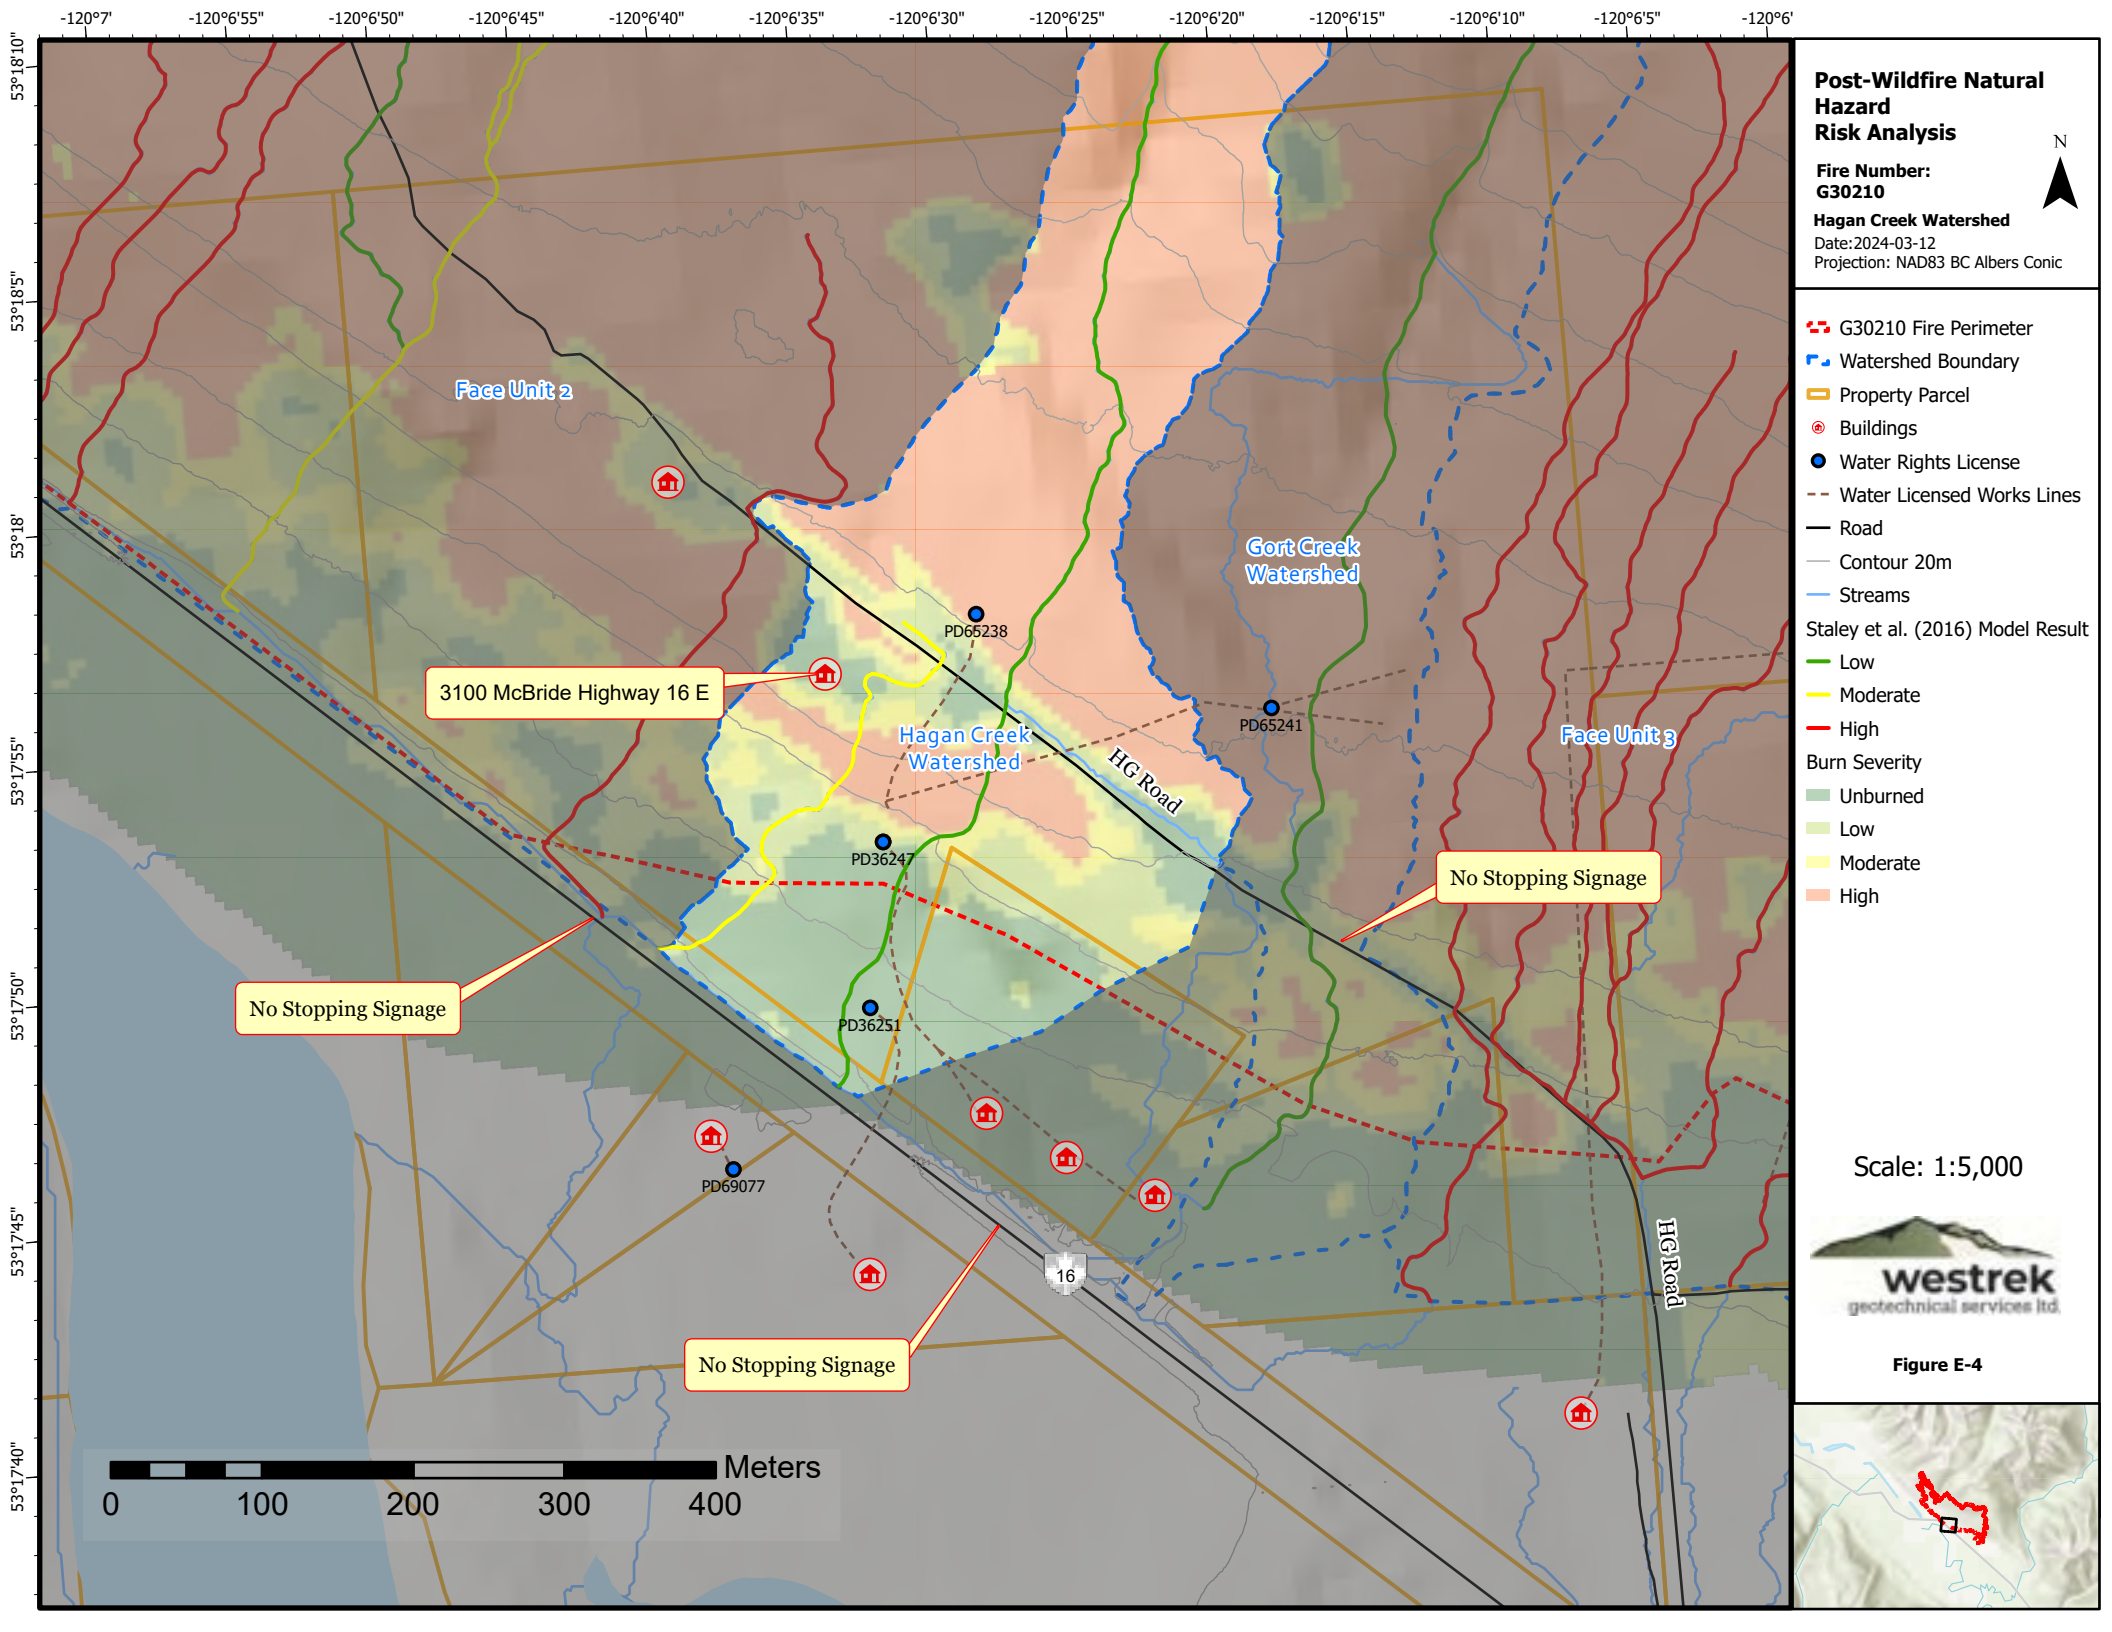 -120°7" -120°6'55" -120°6'50" -120°6'45" -120°6'40" -120°6'35" -120°6'30" -120°6'25" -120°6'20" -120°6'15" -120°6'10" -120°6'5" -120°6'
53°18'10"
53°18'5"
53°18'
53°17'55"
53°17'50"
53°17'45"
53°17'40"
Face Unit 2
Gort Creek
Watershed
PD65238
3100 McBride Highway 16 E
PD65241
Hagan Creek
Watershed
Face Unit 3
HG Road
PD36247
No Stopping Signage
No Stopping Signage
PD36251
PD69077
HG Road
16
No Stopping Signage
Meters
0 100 200 300 400
Post-Wildfire Natural
Hazard
Risk Analysis
N
Fire Number:
G30210
Hagan Creek Watershed
Date:2024-03-12
Projection: NAD83 BC Albers Conic
G30210 Fire Perimeter
Watershed Boundary
Property Parcel
Buildings
Water Rights License
Water Licensed Works Lines
Road
Contour 20m
Streams
Staley et al. (2016) Model Result
Low
Moderate
High
Burn Severity
Unburned
Low
Moderate
High
Scale: 1:5,000
westrek
geotechnical services ltd.
Figure E-4